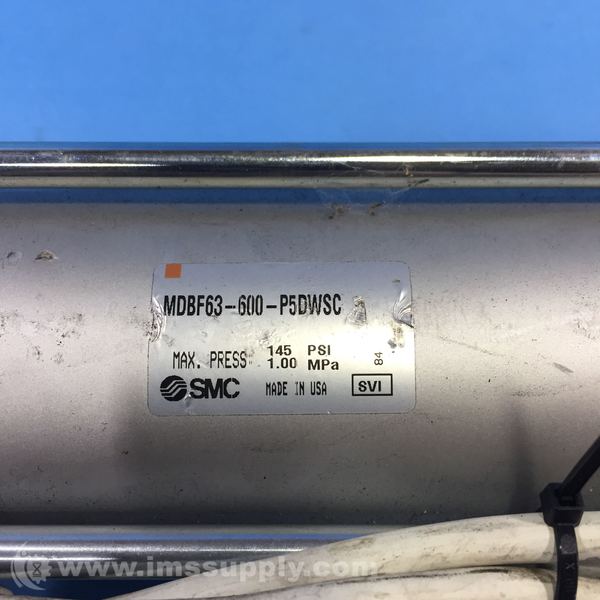 MDBF63-600-P5DWSC
MAX. PRESS 145 PSI
1.00 MPa
84
SMC MADE IN USA SVI
www.imssupply.com